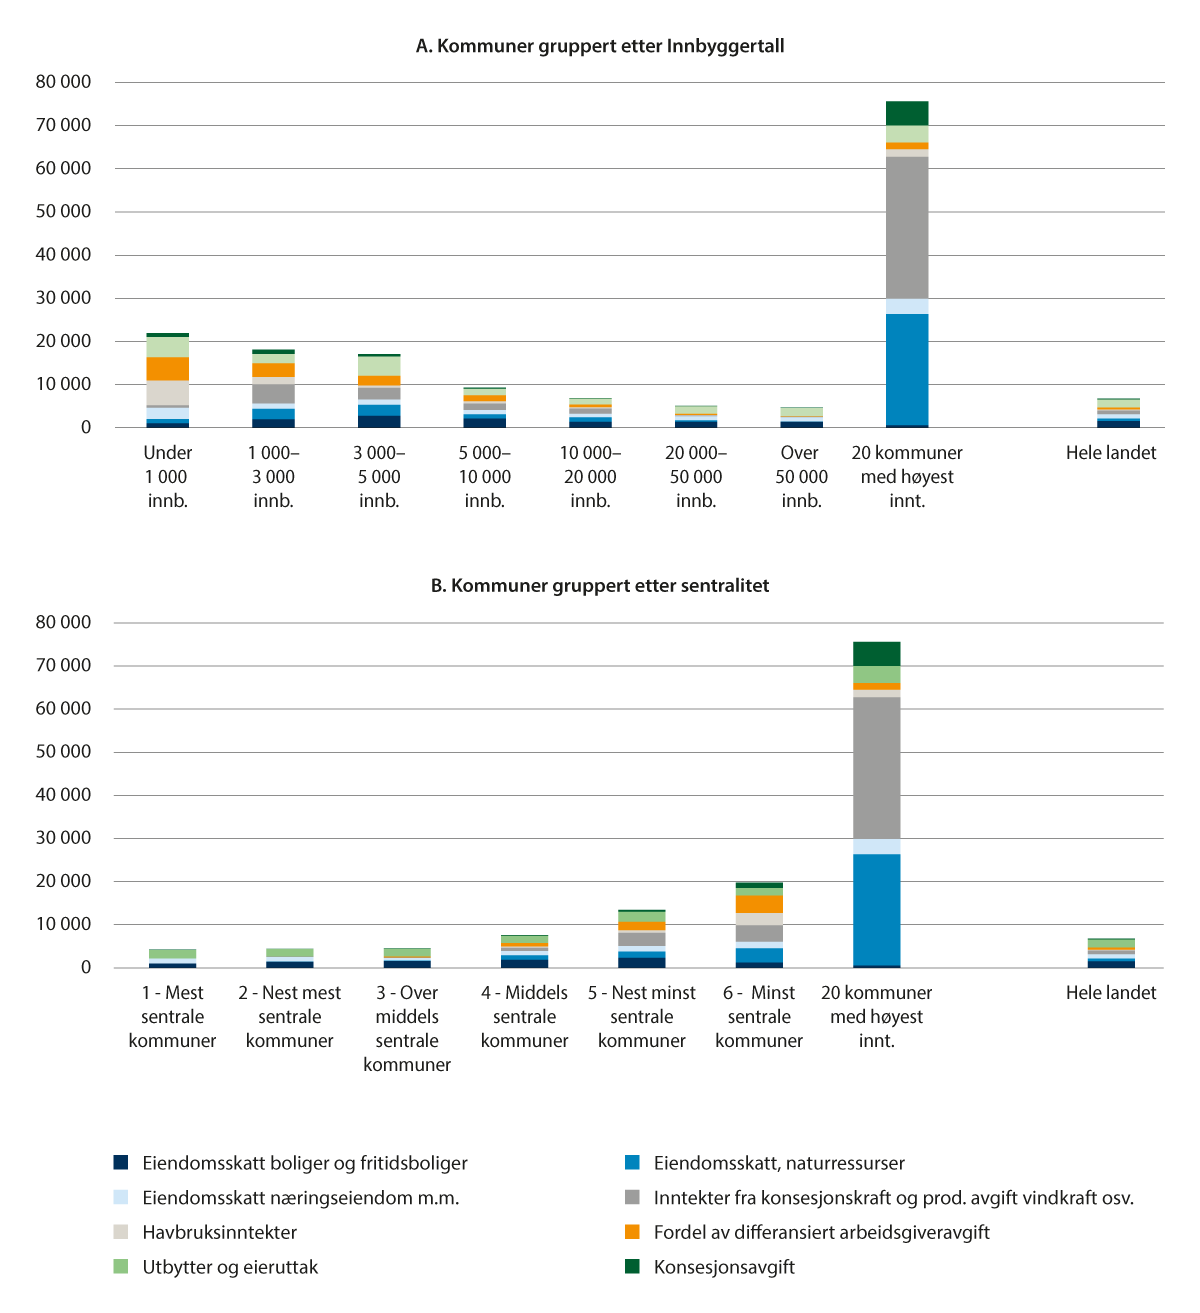 A. Kommuner gruppert etter Innbyggertall
80 000
70 000
60 000
50 000
40 000
30 000
20 000
10 000
0
Under
1 000
innb.
1 000–
3 000
innb.
3 000–
5 000
innb.
5 000–
10 000
innb.
10 000–
20 000
innb.
20 000–
50 000
innb.
Over
50 000
innb.
20 kommuner
med høyest
innt.
Hele landet
B. Kommuner gruppert etter sentralitet
80 000
70 000
60 000
50 000
40 000
30 000
20 000
10 000
0
1 - Mest
sentrale
kommuner
2 - Nest mest
sentrale
kommuner
3 - Over
middels
sentrale
kommuner
4 - Middels
sentrale
kommuner
5 - Nest minst
sentrale
kommuner
6 - Minst
sentrale
kommuner
20 kommuner
med høyest
innt.
Hele landet
Eiendomsskatt boliger og fritidsboliger
Eiendomsskatt, naturressurser
Eiendomsskatt næringseiendom m.m.
Inntekter fra konsesjonskraft og prod. avgift vindkraft osv.
Havbruksinntekter
Fordel av differansiert arbeidsgiveravgift
Utbytter og eieruttak
Konsesjonsavgift